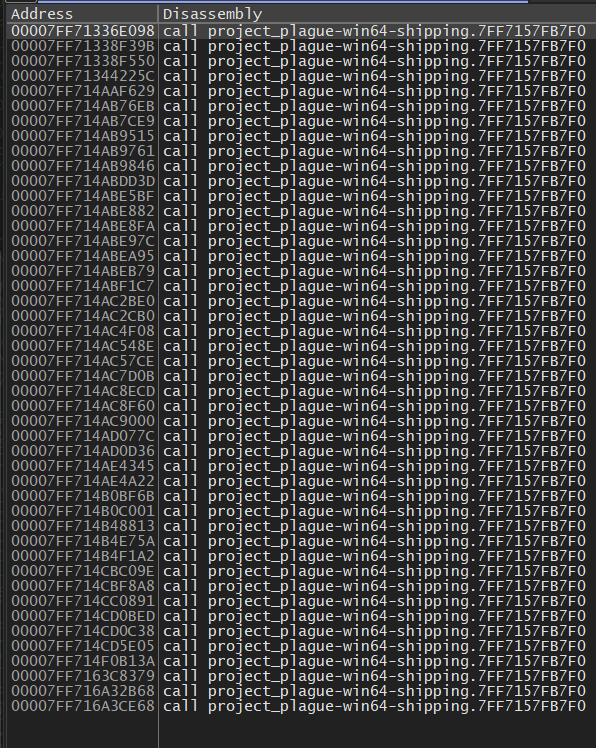 Address Disassembly
00007FF71336E098 call project_plague-win64-shipping.7FF7157FB7F0
00007FF71338F39B call project_plague-win64-shipping.7FF7157FB7F0
00007FF71338F550 call project_plague-win64-shipping.7FF7157FB7F0
00007FF71344225C call project_plague-win64-shipping.7FF7157FB7F0
00007FF714AAF629 call project_plague-win64-shipping.7FF7157FB7F0
00007FF714AB76EB call project_plague-win64-shipping.7FF7157FB7F0
00007FF714AB7CE9 call project_plague-win64-shipping.7FF7157FB7F0
00007FF714AB9515 call project_plague-win64-shipping.7FF7157FB7F0
00007FF714AB9761 call project_plague-win64-shipping.7FF7157FB7F0
00007FF714AB9846 call project_plague-win64-shipping.7FF7157FB7F0
00007FF714ABDD3D call project_plague-win64-shipping.7FF7157FB7F0
00007FF714ABE5BF call project_plague-win64-shipping.7FF7157FB7F0
00007FF714ABE882 call project_plague-win64-shipping.7FF7157FB7F0
00007FF714ABE8FA call project_plague-win64-shipping.7FF7157FB7F0
00007FF714ABE97C call project_plague-win64-shipping.7FF7157FB7F0
00007FF714ABEA95 call project_plague-win64-shipping.7FF7157FB7F0
00007FF714ABEB79 call project_plague-win64-shipping.7FF7157FB7F0
00007FF714ABF1C7 call project_plague-win64-shipping.7FF7157FB7F0
00007FF714AC2BE0 call project_plague-win64-shipping.7FF7157FB7F0
00007FF714AC2CB0 call project_plague-win64-shipping.7FF7157FB7F0
00007FF714AC4F08 call project_plague-win64-shipping.7FF7157FB7F0
00007FF714AC548E call project_plague-win64-shipping.7FF7157FB7F0
00007FF714AC57CE call project_plague-win64-shipping.7FF7157FB7F0
00007FF714AC7D0B call project_plague-win64-shipping.7FF7157FB7F0
00007FF714AC8ECD call project_plague-win64-shipping.7FF7157FB7F0
00007FF714AC8F60 call project_plague-win64-shipping.7FF7157FB7F0
00007FF714AC9000 call project_plague-win64-shipping.7FF7157FB7F0
00007FF714AD077C call project_plague-win64-shipping.7FF7157FB7F0
00007FF714AD0D36 call project_plague-win64-shipping.7FF7157FB7F0
00007FF714AE4345 call project_plague-win64-shipping.7FF7157FB7F0
00007FF714AE4A22 call project_plague-win64-shipping.7FF7157FB7F0
00007FF714B0BF6B call project_plague-win64-shipping.7FF7157FB7F0
00007FF714B0C001 call project_plague-win64-shipping.7FF7157FB7F0
00007FF714B48813 call project_plague-win64-shipping.7FF7157FB7F0
00007FF714B4E75A call project_plague-win64-shipping.7FF7157FB7F0
00007FF714B4F1A2 call project_plague-win64-shipping.7FF7157FB7F0
00007FF714CBC09E call project_plague-win64-shipping.7FF7157FB7F0
00007FF714CBF8A8 call project_plague-win64-shipping.7FF7157FB7F0
00007FF714CC0891 call project_plague-win64-shipping.7FF7157FB7F0
00007FF714CD0BED call project_plague-win64-shipping.7FF7157FB7F0
00007FF714CD0C38 call project_plague-win64-shipping.7FF7157FB7F0
00007FF714CD5E05 call project_plague-win64-shipping.7FF7157FB7F0
00007FF714F0B13A call project_plague-win64-shipping.7FF7157FB7F0
00007FF7163C8379 call project_plague-win64-shipping.7FF7157FB7F0
00007FF716A32B68 call project_plague-win64-shipping.7FF7157FB7F0
00007FF716A3CE68 call project_plague-win64-shipping.7FF7157FB7F0